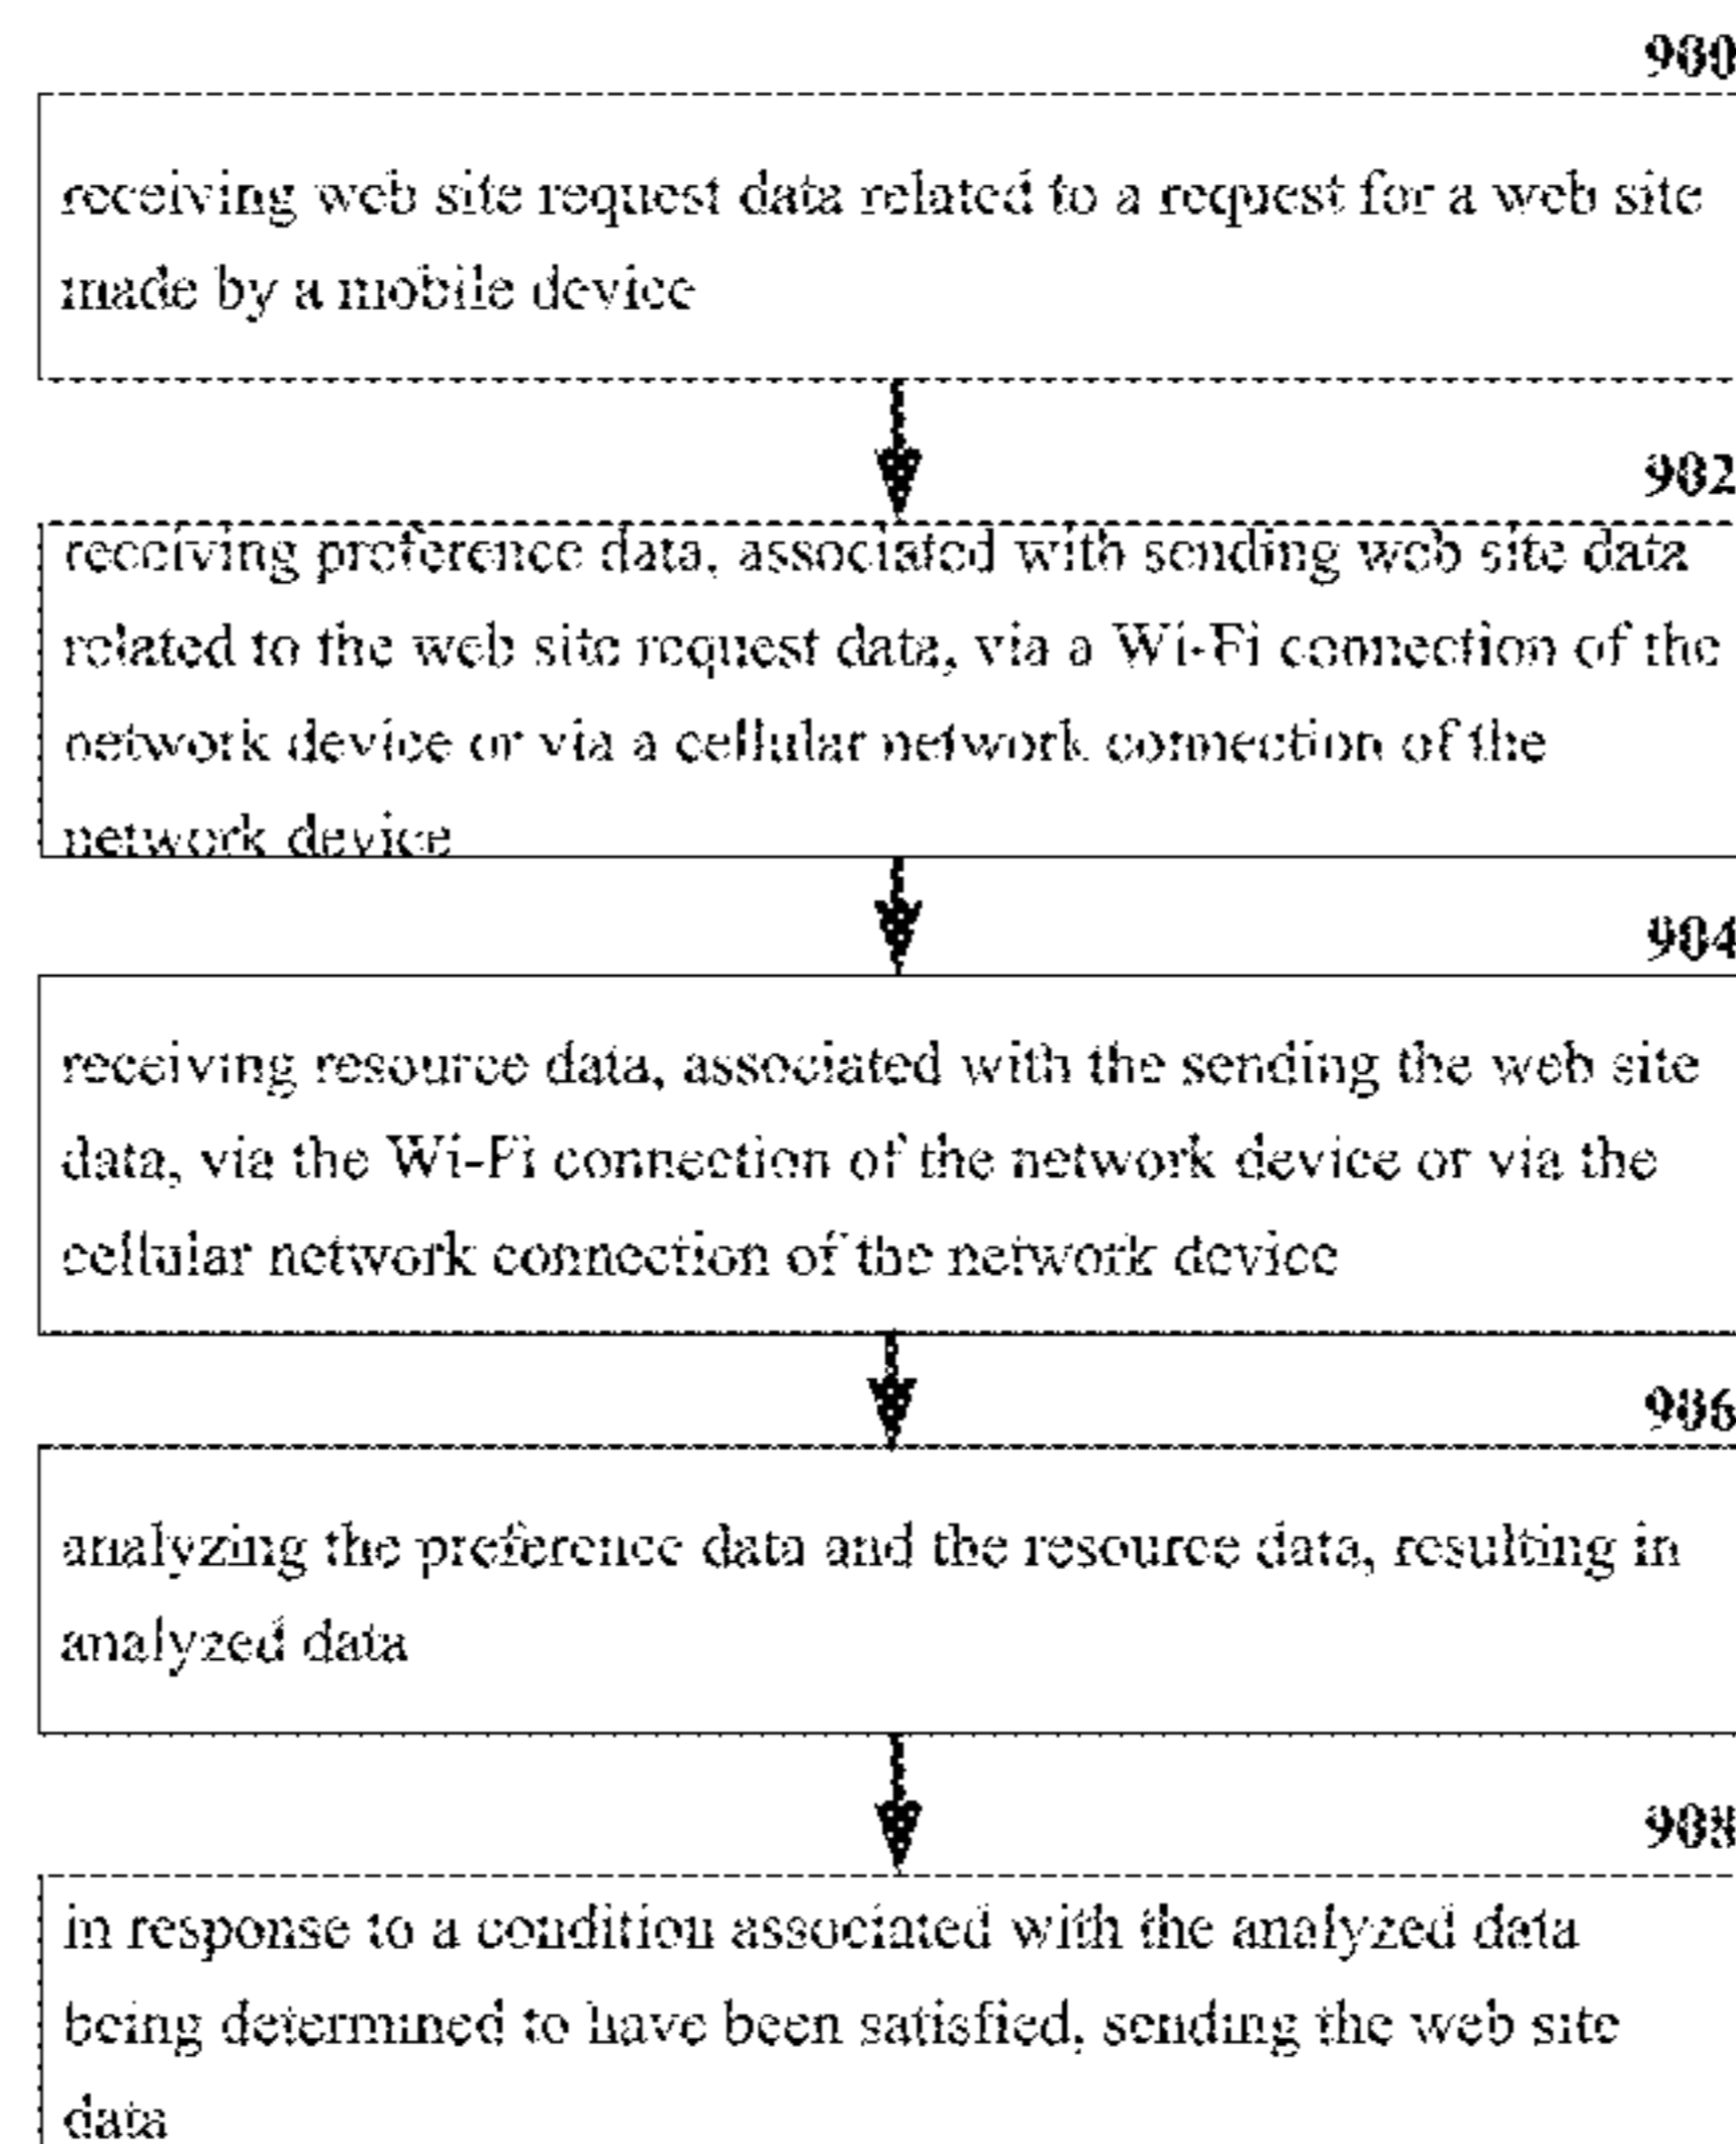 900
receiving web site request data related to a request for a web site
made by a mobile device
902
receiving preference data, associated with sending web site data
related to the web site request data, via a Wi-Fi connection of the
network device or via a cellular network connection of the
network device
904
receiving resource data, associated with the sending the web site
data, via the Wi-Fi connection of the network device or via the
cellular network connection of the network device
906
analyzing the preference data and the resource data, resulting in
analyzed data
908
in response to a condition associated with the analyzed data
being determined to have been satisfied, sending the web site
data